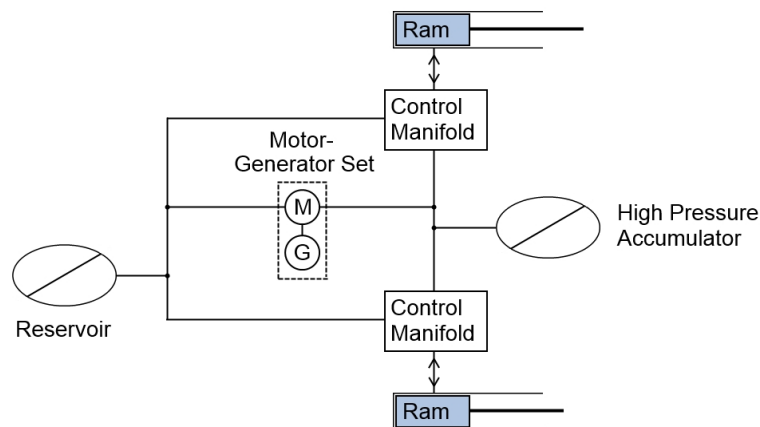 Ram
Control
Manifold
Motor-
Generator Set
M
G
High Pressure
Accumulator
Reservoir
Control
Manifold
Ram